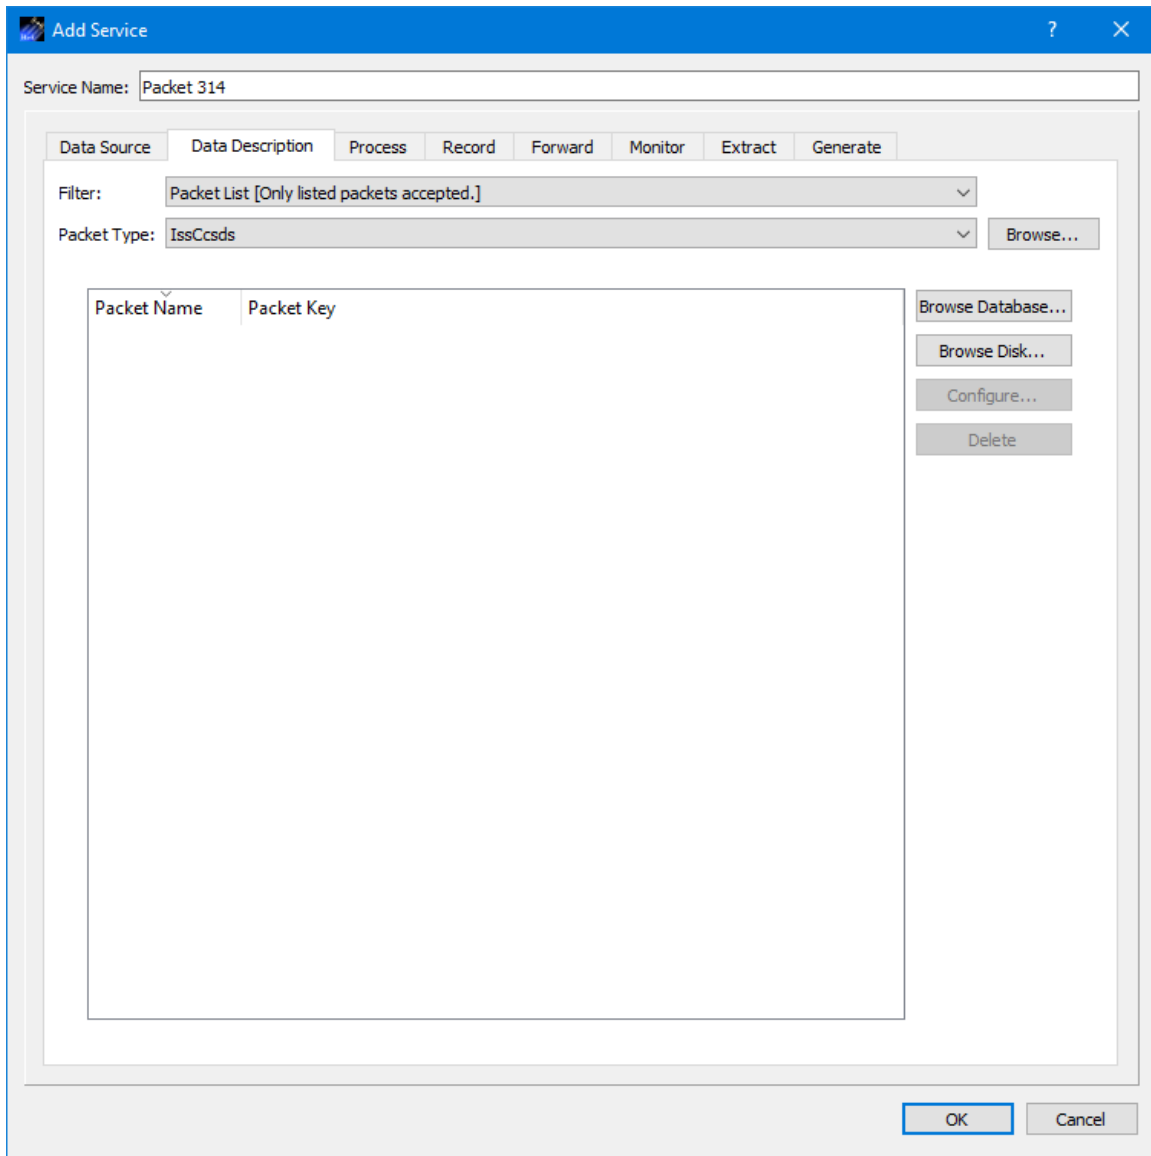 Add Service
?
Service Name: Packet 314
Data Source Data Description Process Record Forward Monitor Extract Generate
Filter: Packet List [Only listed packets accepted.]
Packet Type: IssCcsds Browse...
Packet Name Packet Key
Browse Database...
Browse Disk...
Configure...
Delete
OK Cancel